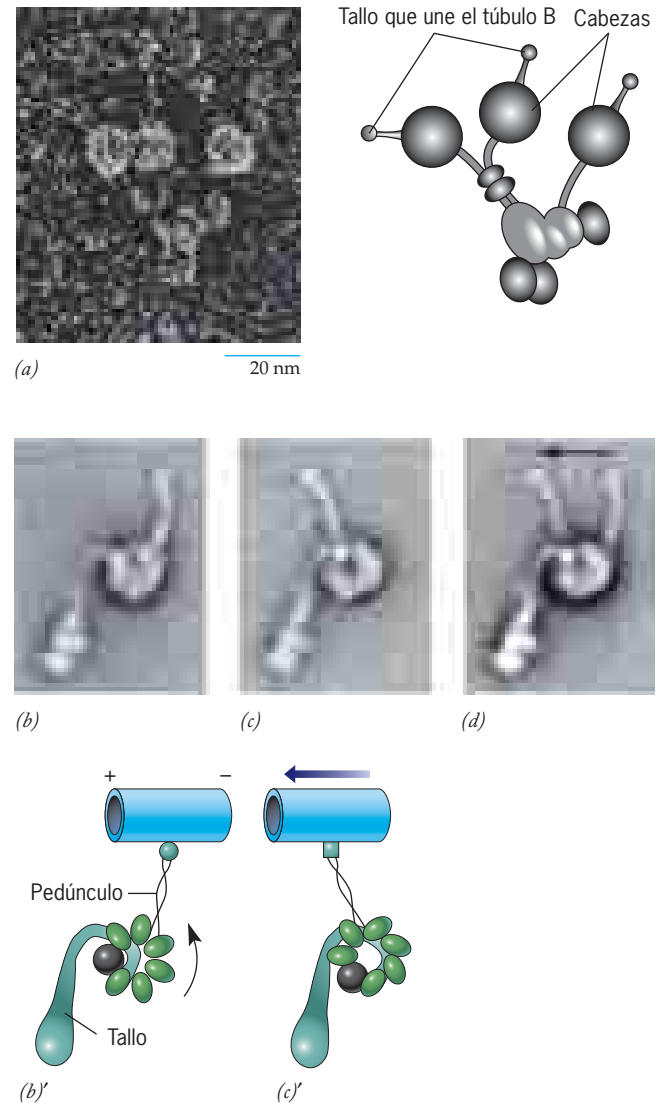 Tallo que une el túbulo B
Cabezas
(a)
20 nm
(b)
(c)
(d)
+
−
Pedúnculo
Tallo
(b)′
(c)′